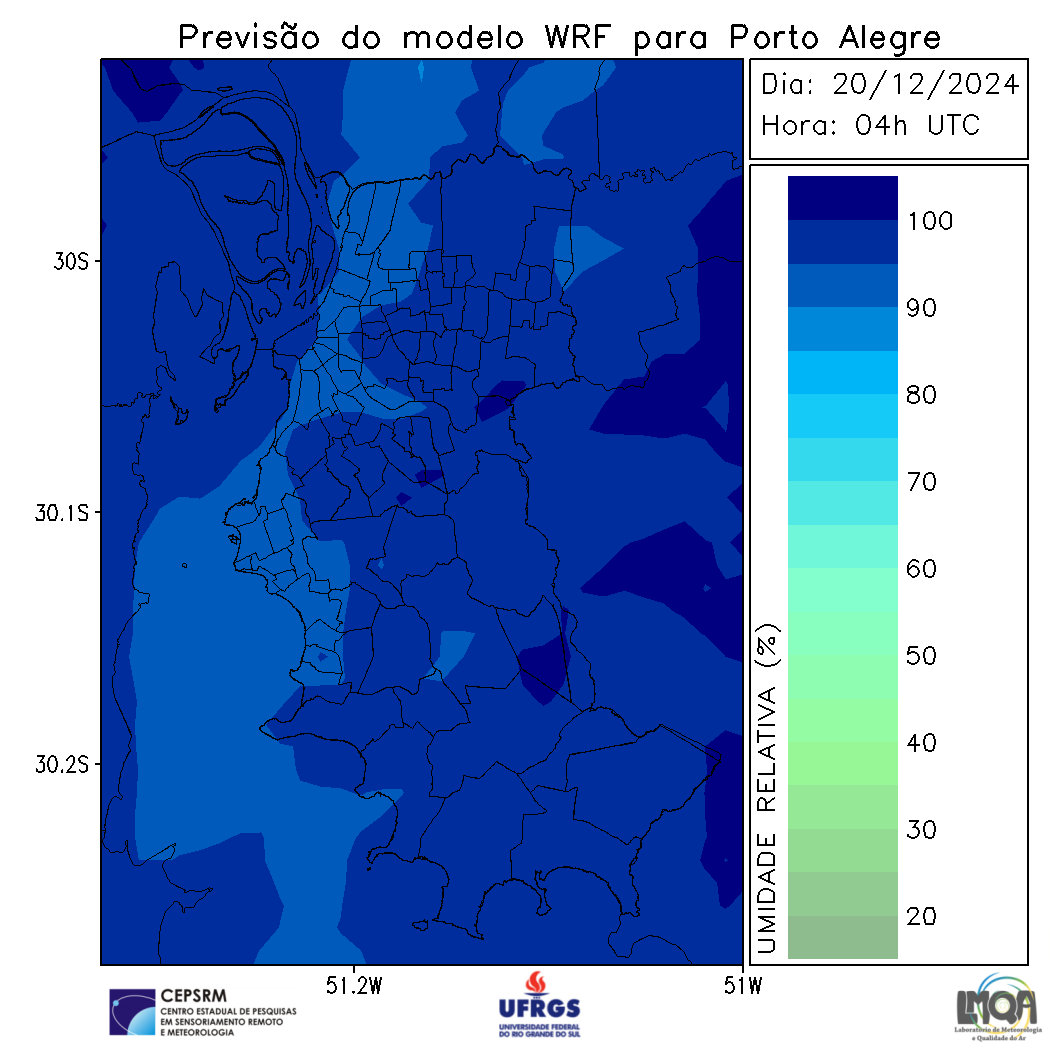 Previsão do modelo WRF para Porto Alegre
Dia: 20/12/2024
Hora: 04h UTC
100
90
80
70
60
50
40
30
20
UMIDADE RELATIVA (%)
30S
30.1S
30.2S
51.2W
51W
CEPSRM
CENTRO ESTADUAL DE PESQUISAS
EM SENSORIAMENTO REMOTO
E METEOROLOGIA
UFRGS
UNIVERSIDADE FEDERAL
DO RIO GRANDE DO SUL
LMQA
Laboratório de Meteorologia
e Qualidade do Ar